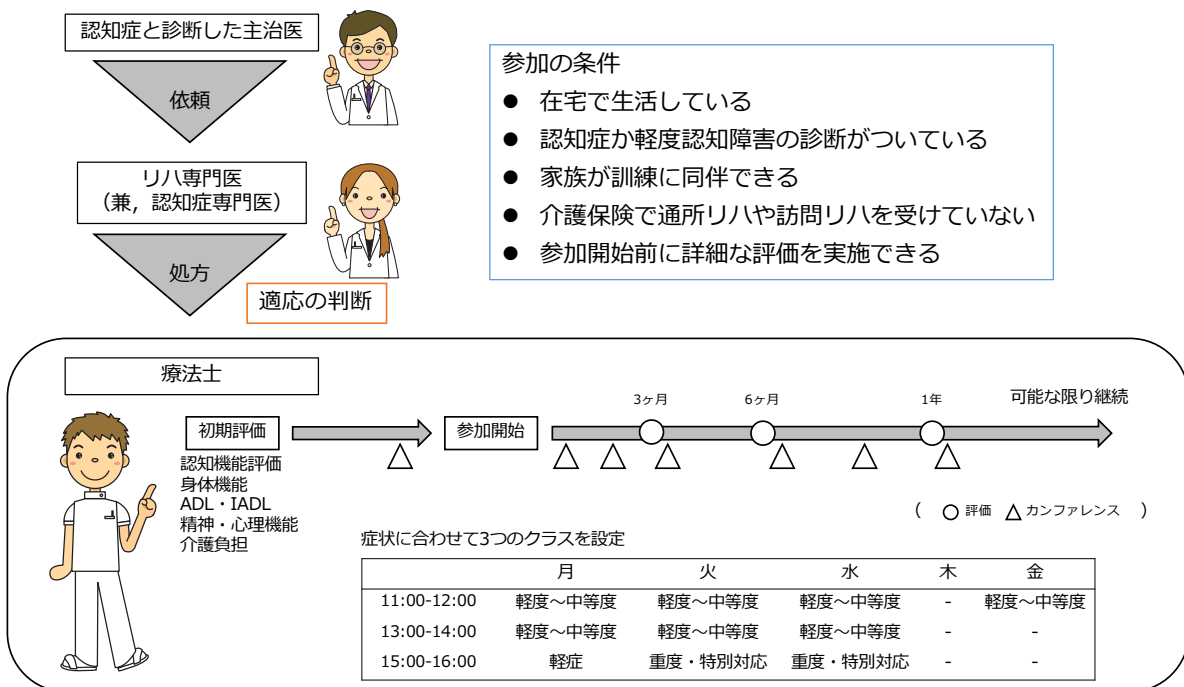 認知症と診断した主治医
依頼
リハ専門医
（兼，認知症専門医）
処方
適応の判断
参加の条件
● 在宅で生活している
● 認知症か軽度認知障害の診断がついている
● 家族が訓練に同伴できる
● 介護保険で通所リハや訪問リハを受けていない
● 参加開始前に詳細な評価を実施できる
療法士
初期評価
認知機能評価
身体機能
ADL・IADL
精神・心理機能
介護負担
参加開始
3ヶ月 6ヶ月 1年 可能な限り継続
（ ○ 評価 △ カンファレンス ）
症状に合わせて3つのクラスを設定
月 火 水 木 金
11:00-12:00 軽度～中等度 軽度～中等度 軽度～中等度 - 軽度～中等度
13:00-14:00 軽度～中等度 軽度～中等度 軽度～中等度 - -
15:00-16:00 軽症 重度・特別対応 重度・特別対応 - -